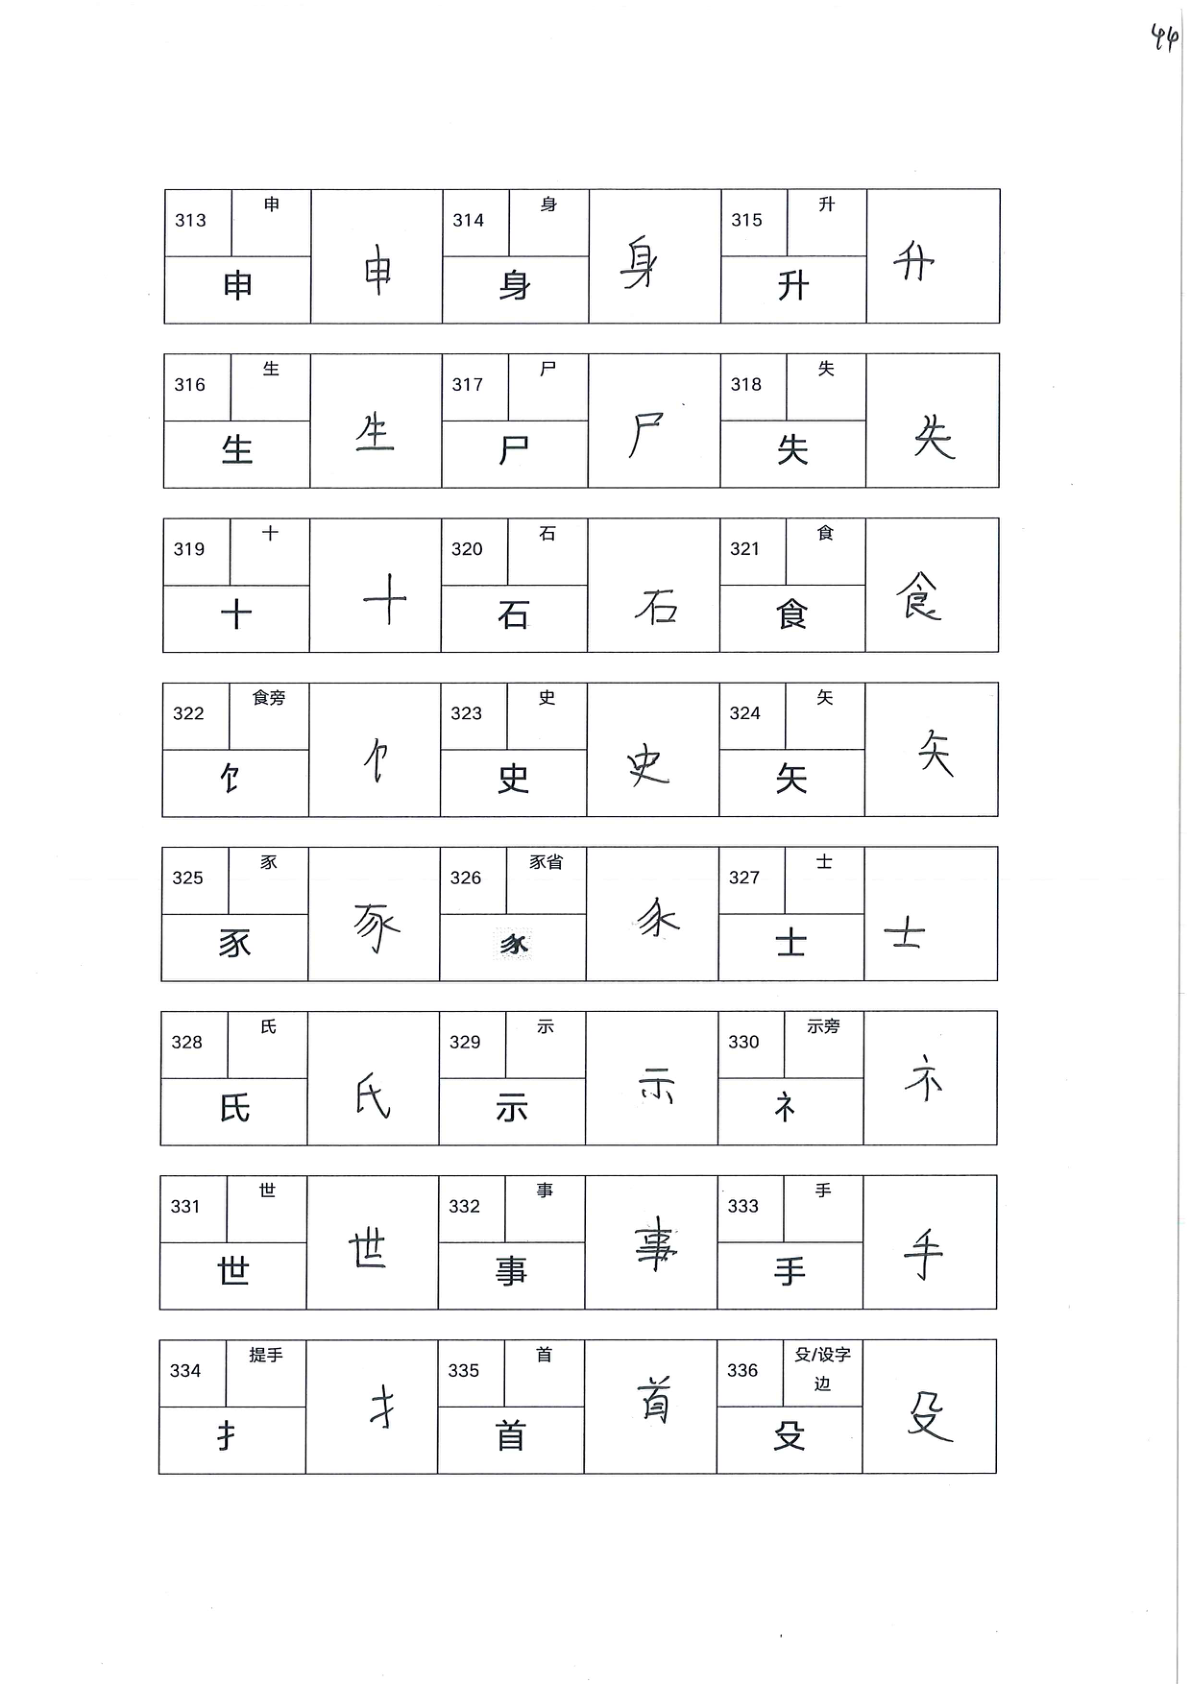 44
313 申 申 314 身 身 315 升 升
申 身 升
316 生 生 317 尸 尸 318 失 失
生 尸 失
319 十 十 320 石 石 321 食 食
十 石 食
322 食旁 饣 323 史 史 324 矢 矢
饣 史 矢
325 豕 豕 326 豕省 𧰨 327 士 士
豕 𧰨 士
328 氏 氏 329 示 示 330 示旁 礻
氏 示 礻
331 世 世 332 事 事 333 手 手
世 事 手
334 提手 扌 335 首 首 336 殳/设字边 殳
扌 首 殳